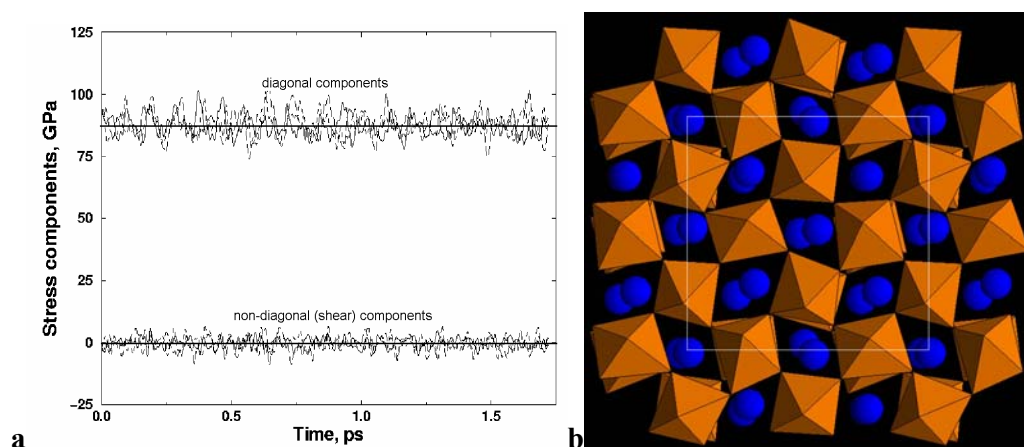 125
100
75
50
25
0
−25
Stress components, GPa
diagonal components
non-diagonal (shear) components
0.0 0.5 1.0 1.5
Time, ps
a
b